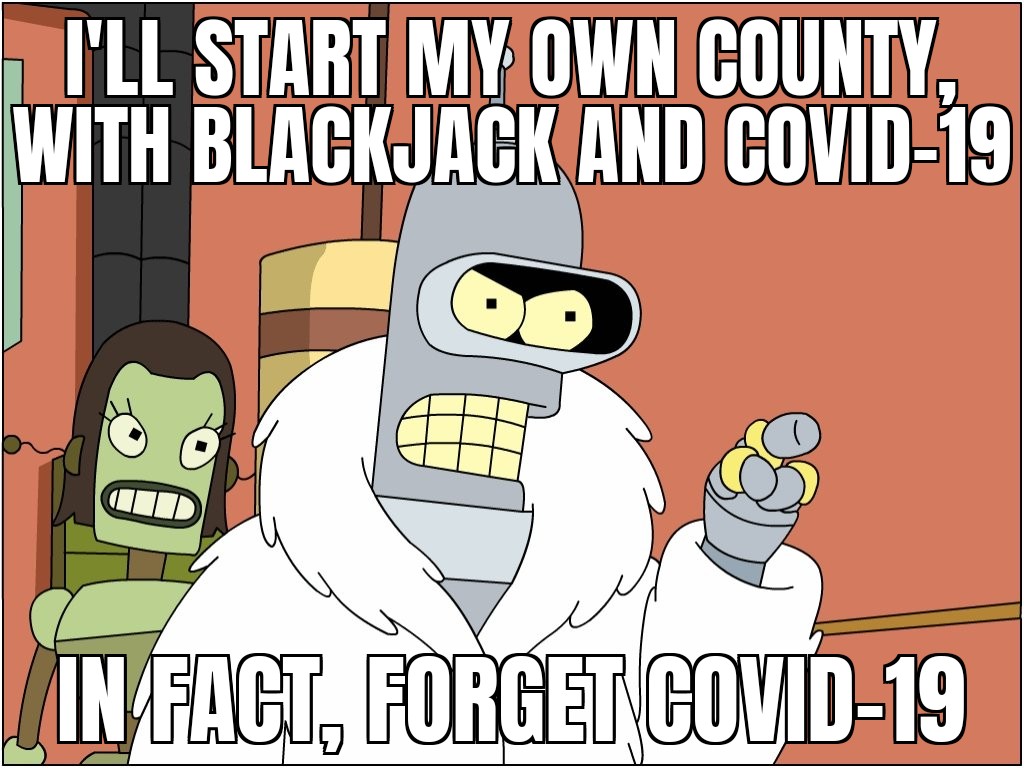 I'LL START MY OWN COUNTY,
WITH BLACKJACK AND COVID-19
IN FACT, FORGET COVID-19